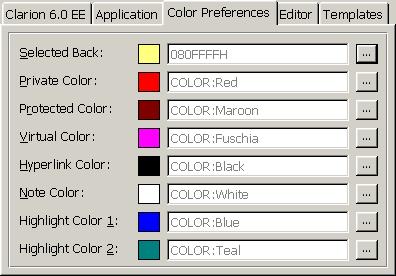 Clarion 6.0 EE Application Color Preferences Editor Templates
Selected Back: 080FFFFH ...
Private Color: COLOR:Red ...
Protected Color: COLOR:Maroon ...
Virtual Color: COLOR:Fuschia ...
Hyperlink Color: COLOR:Black ...
Note Color: COLOR:White ...
Highlight Color 1: COLOR:Blue ...
Highlight Color 2: COLOR:Teal ...